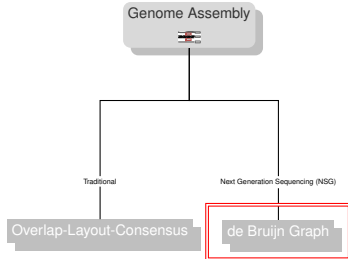 Genome Assembly
Traditional
Next Generation Sequencing (NSG)
Overlap-Layout-Consensus
de Bruijn Graph